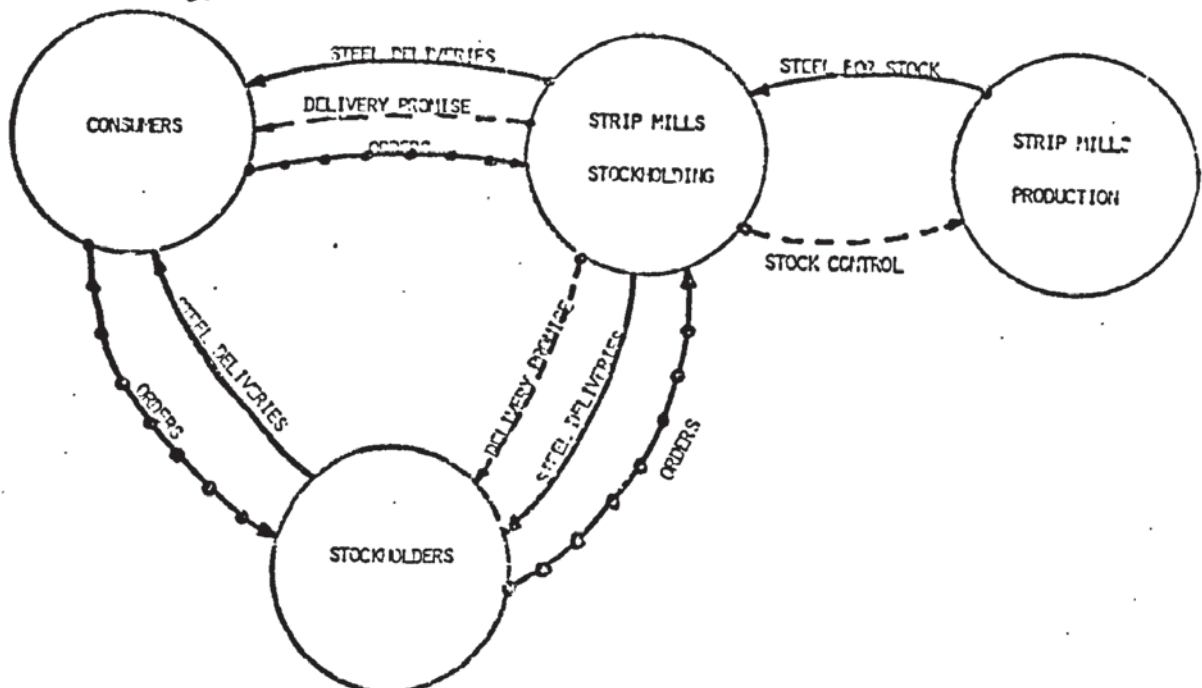 STEEL DELIVERIES
STEEL FOR STOCK
DELIVERY PROMISE
CONSUMERS
STRIP MILLS
STOCKHOLDING
ORDERS
STRIP MILLS
PRODUCTION
STOCK CONTROL
STEEL DELIVERIES
DELIVERY PROMISE
STEEL DELIVERIES
ORDERS
ORDERS
STOCKHOLDERS